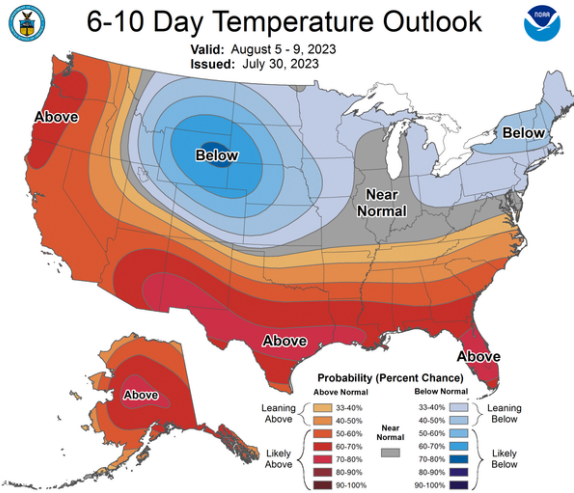 6-10 Day Temperature Outlook
NOAA
Valid: August 5 - 9, 2023
Issued: July 30, 2023
Above
Below
Below
Near
Normal
Above
Above
Above
Probability (Percent Chance)
Above Normal
Below Normal
Leaning
Above
33-40%
40-50%
Likely
Above
50-60%
60-70%
70-80%
80-90%
90-100%
Near
Normal
33-40%
40-50%
Leaning
Below
50-60%
60-70%
70-80%
80-90%
90-100%
Likely
Below